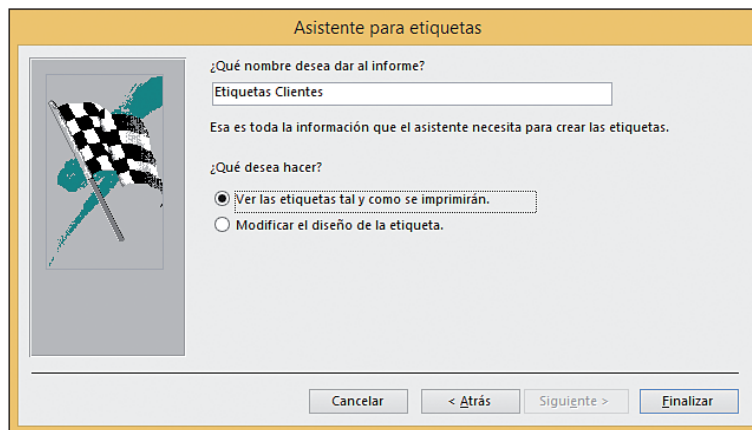 Asistente para etiquetas
¿Qué nombre desea dar al informe?
Etiquetas Clientes
Esa es toda la información que el asistente necesita para crear las etiquetas.
¿Qué desea hacer?
Ver las etiquetas tal y como se imprimirán.
Modificar el diseño de la etiqueta.
Cancelar
< Atrás
Siguiente >
Finalizar